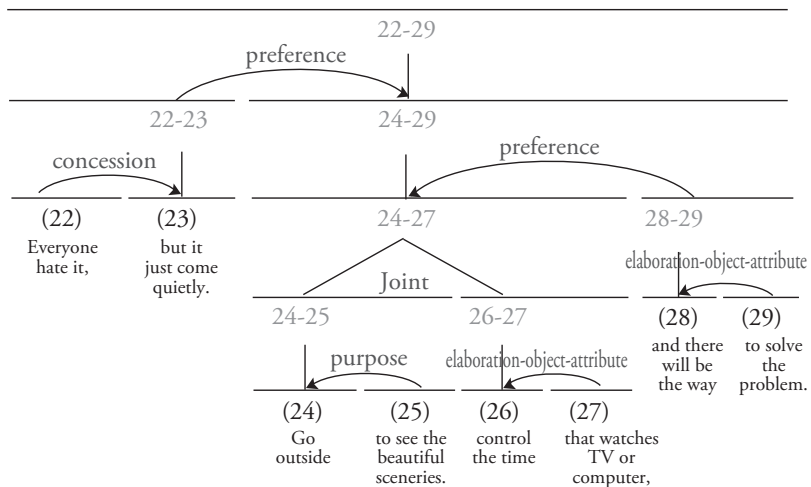 22-29
preference
22-23
24-29
concession
preference
(22)
(23)
24-27
28-29
Everyone
hate it,
but it
just come
quietly.
Joint
elaboration-object-attribute
24-25
26-27
(28)
(29)
purpose
elaboration-object-attribute
and there
will be
the way
to solve
the
problem.
(24)
(25)
(26)
(27)
Go
outside
to see the
beautiful
sceneries.
control
the time
that watches
TV or
computer,